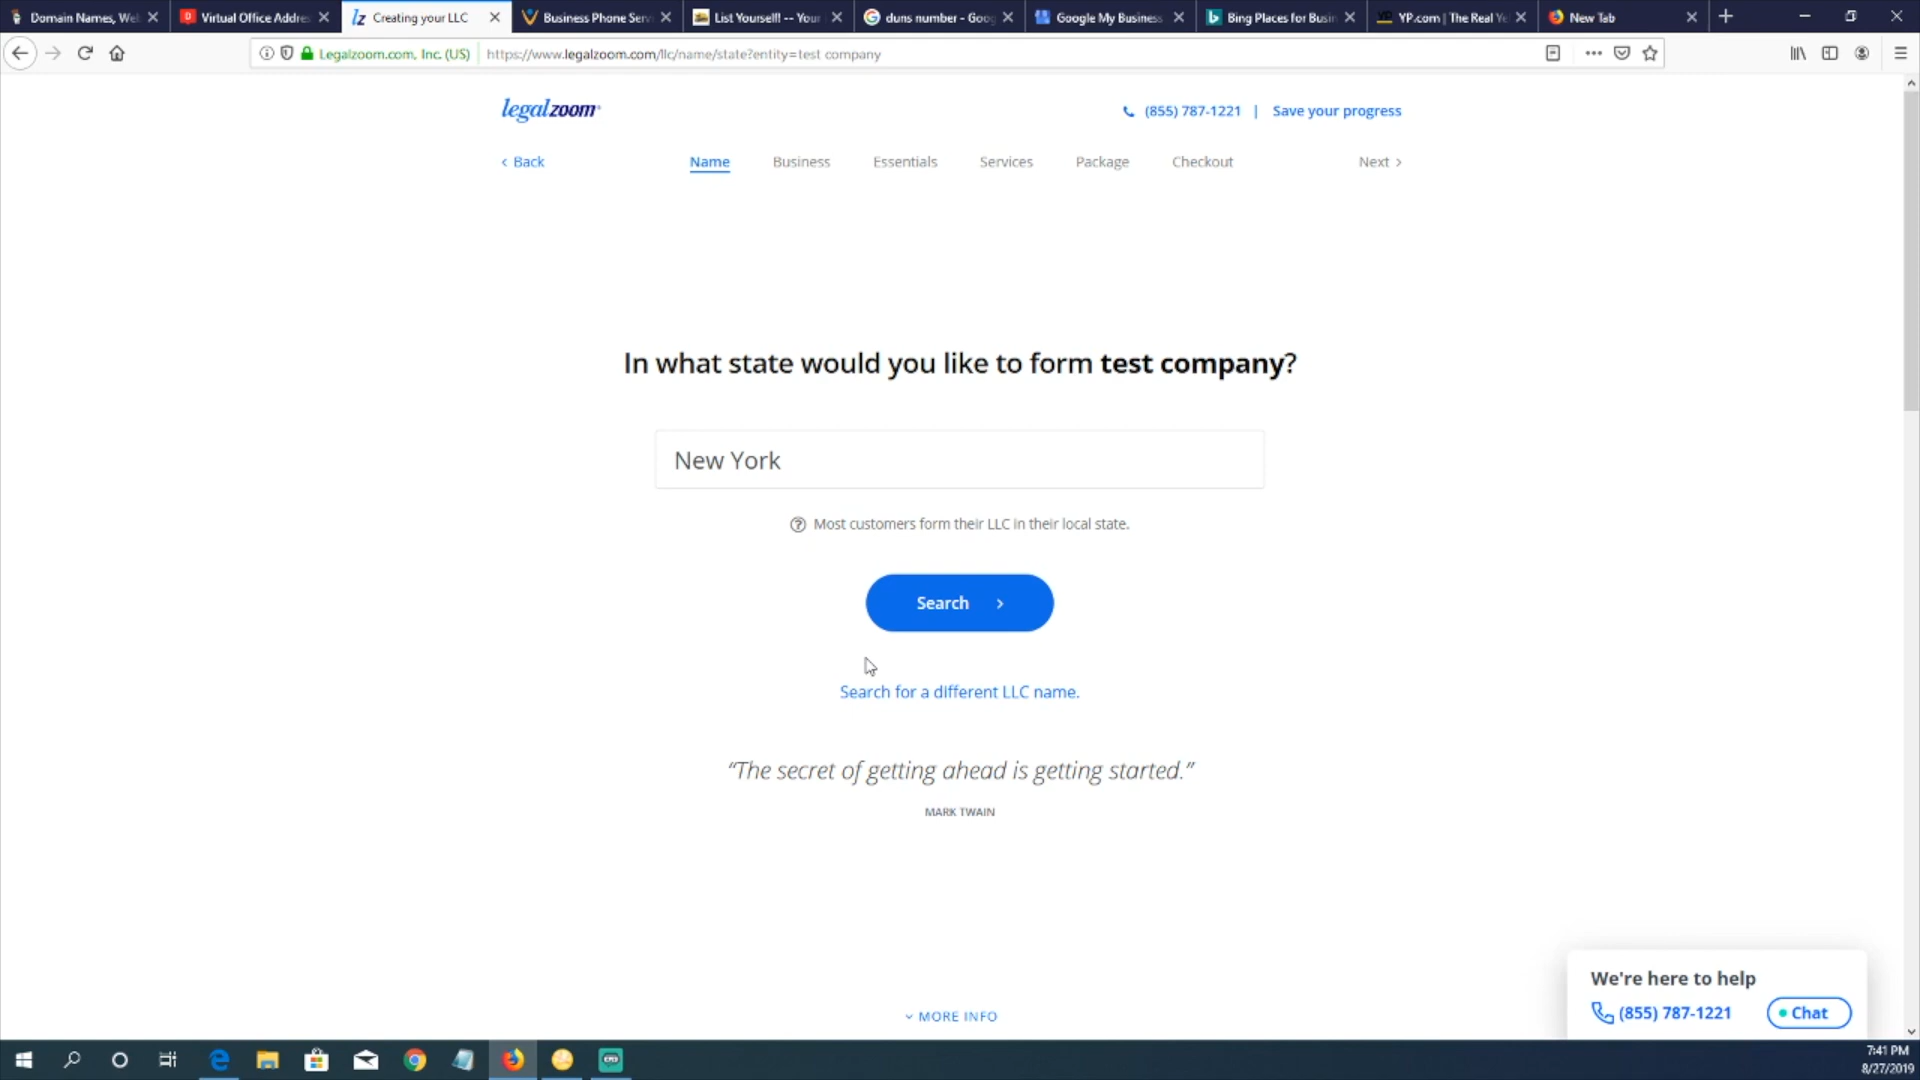 Domain Names, We
Virtual Office Addre
Creating your LLC
Business Phone Serv
List Yourself! -- Your
duns number - Goog
Google My Business
Bing Places for Busin
YP.com | The Real Ye
New Tab
Legalzoom.com, Inc. (US)
https://www.legalzoom.com/llc/name/state?entity=test company
legalzoom
(855) 787-1221 | Save your progress
Back
Name
Business
Essentials
Services
Package
Checkout
Next
In what state would you like to form test company?
New York
Most customers form their LLC in their local state.
Search
Search for a different LLC name.
“The secret of getting ahead is getting started.”
MARK TWAIN
MORE INFO
We're here to help
(855) 787-1221
Chat
7:41 PM
8/27/2019